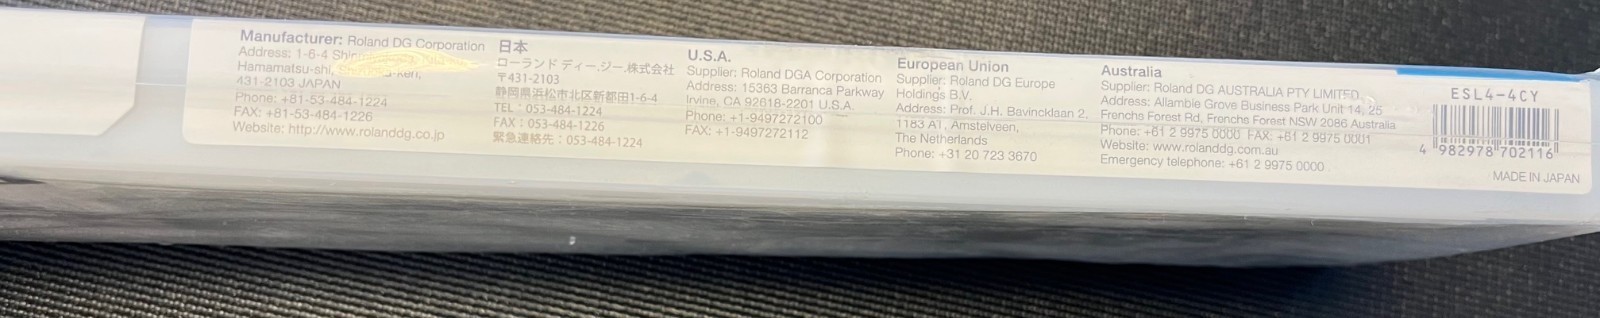 Manufacturer: Roland DG Corporation
Address: 1-6-4
Hamamatsu-shi,
431-2103 JAPAN
Phone: +81-53-484-1224
FAX: +81-53-484-1226
Website: http://www.rolanddg.co.jp
日本
ローランド ディー.ジー.株式会社
〒431-2103
静岡県浜松市北区新都田1-6-4
TEL：053-484-1224
FAX：053-484-1226
緊急連絡先：053-484-1224
U.S.A.
Supplier: Roland DGA Corporation
Address: 15363 Barranca Parkway
Irvine, CA 92618-2201 U.S.A.
Phone: +1-9497272100
FAX: +1-9497272112
European Union
Supplier: Roland DG Europe
Holdings B.V.
Address: Prof. J.H. Bavincklaan 2,
1183 AT, Amstelveen,
The Netherlands
Phone: +31 20 723 3670
Australia
Supplier: Roland DG AUSTRALIA PTY LIMITED.
Address: Allambie Grove Business Park Unit 14, 25
Frenchs Forest Rd, Frenchs Forest NSW 2086 Australia
Phone: +61 2 9975 0000 FAX: +61 2 9975 0001
Website: www.rolanddg.com.au
Emergency telephone: +61 2 9975 0000
ESL4-4CY
4 982978 702116
MADE IN JAPAN